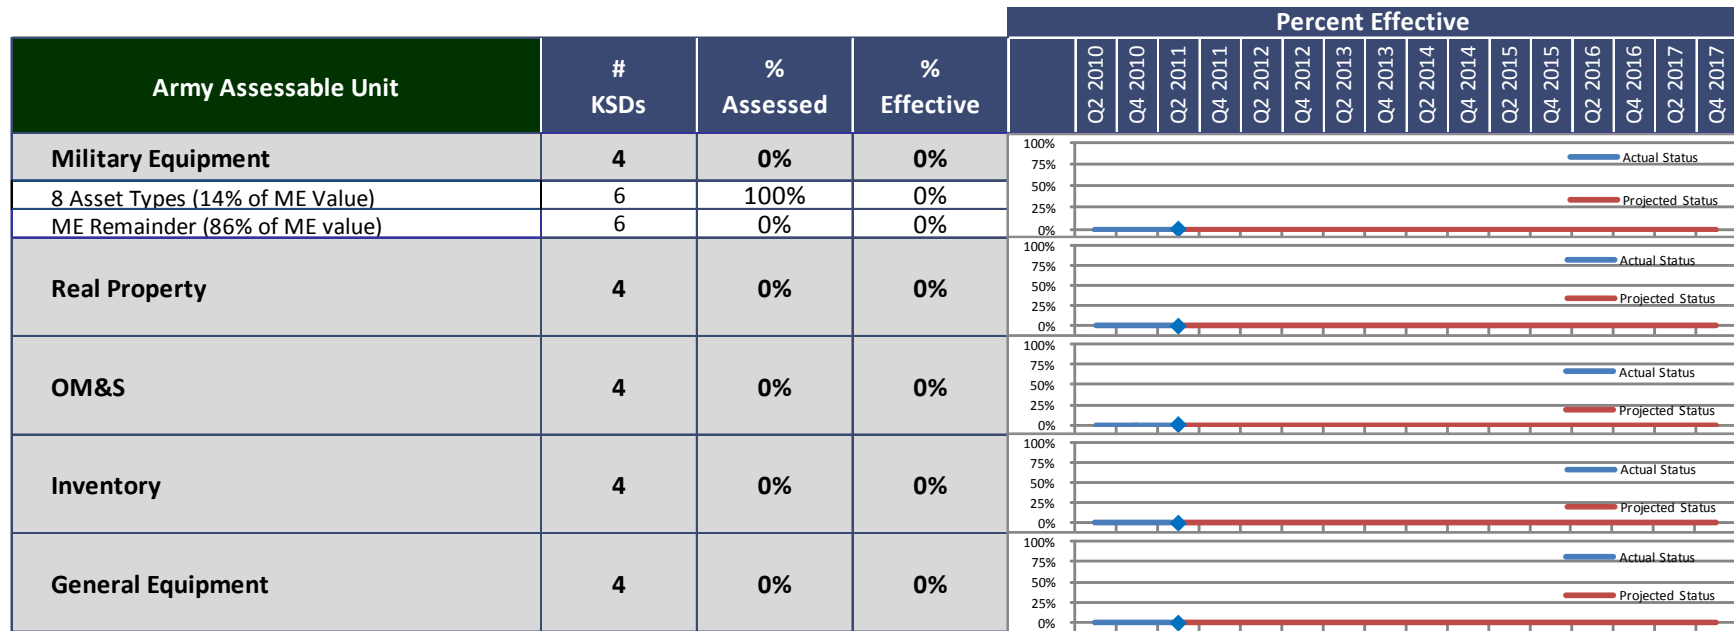 Percent Effective
Army Assessable Unit
#
KSDs
%
Assessed
%
Effective
Q2 2010
Q4 2010
Q2 2011
Q4 2011
Q2 2012
Q4 2012
Q2 2013
Q4 2013
Q2 2014
Q4 2014
Q2 2015
Q4 2015
Q2 2016
Q4 2016
Q2 2017
Q4 2017
Military Equipment 4 0% 0%
8 Asset Types (14% of ME Value) 6 100% 0%
ME Remainder (86% of ME value) 6 0% 0%
100%
75%
50%
25%
0%
Actual Status
Projected Status
Real Property 4 0% 0%
100%
75%
50%
25%
0%
Actual Status
Projected Status
OM&S 4 0% 0%
100%
75%
50%
25%
0%
Actual Status
Projected Status
Inventory 4 0% 0%
100%
75%
50%
25%
0%
Actual Status
Projected Status
General Equipment 4 0% 0%
100%
75%
50%
25%
0%
Actual Status
Projected Status